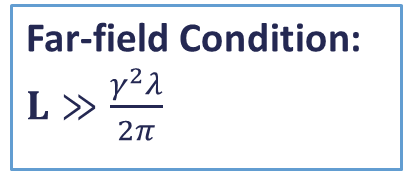 Far-field Condition:
L ≫ γ²λ / 2π